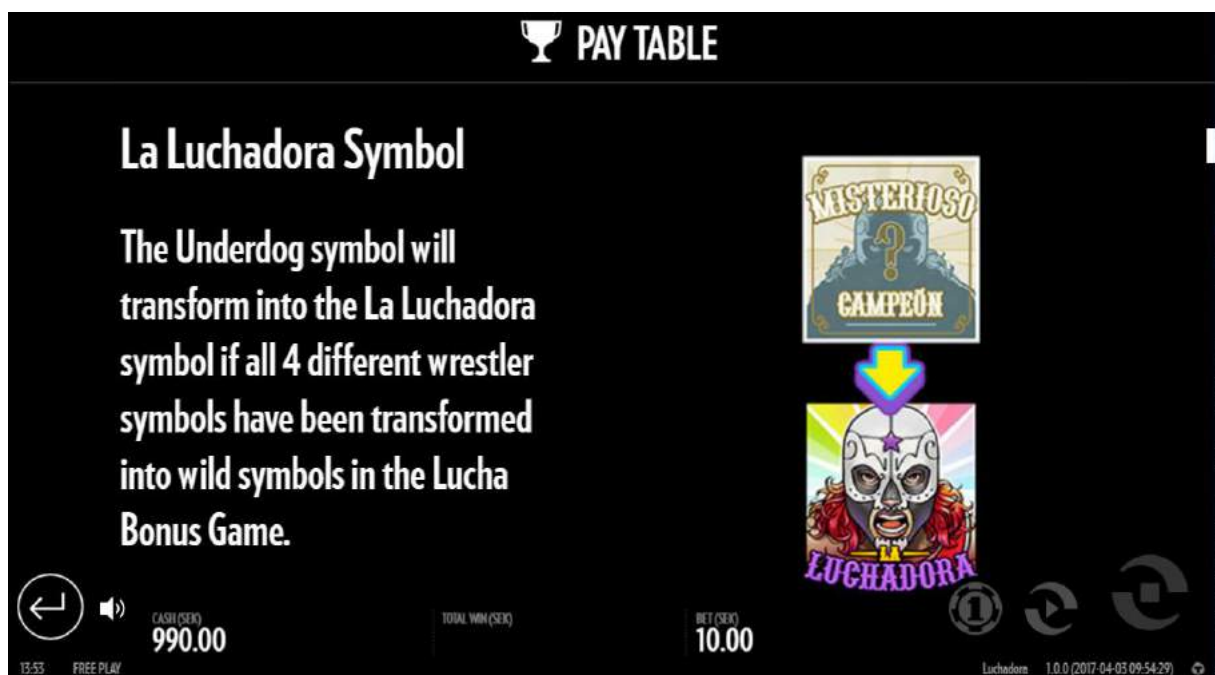 PAY TABLE
La Luchadora Symbol
The Underdog symbol will
transform into the La Luchadora
symbol if all 4 different wrestler
symbols have been transformed
into wild symbols in the Lucha
Bonus Game.
MISTERIOSO
?
CAMPEÓN
LA
LUCHADORA
CASH (SEK)
990.00
TOTAL WIN (SEK)
BET (SEK)
10.00
1
13:53 FREE PLAY
Luchadora 1.0.0 (2017-04-03 09:54:29)